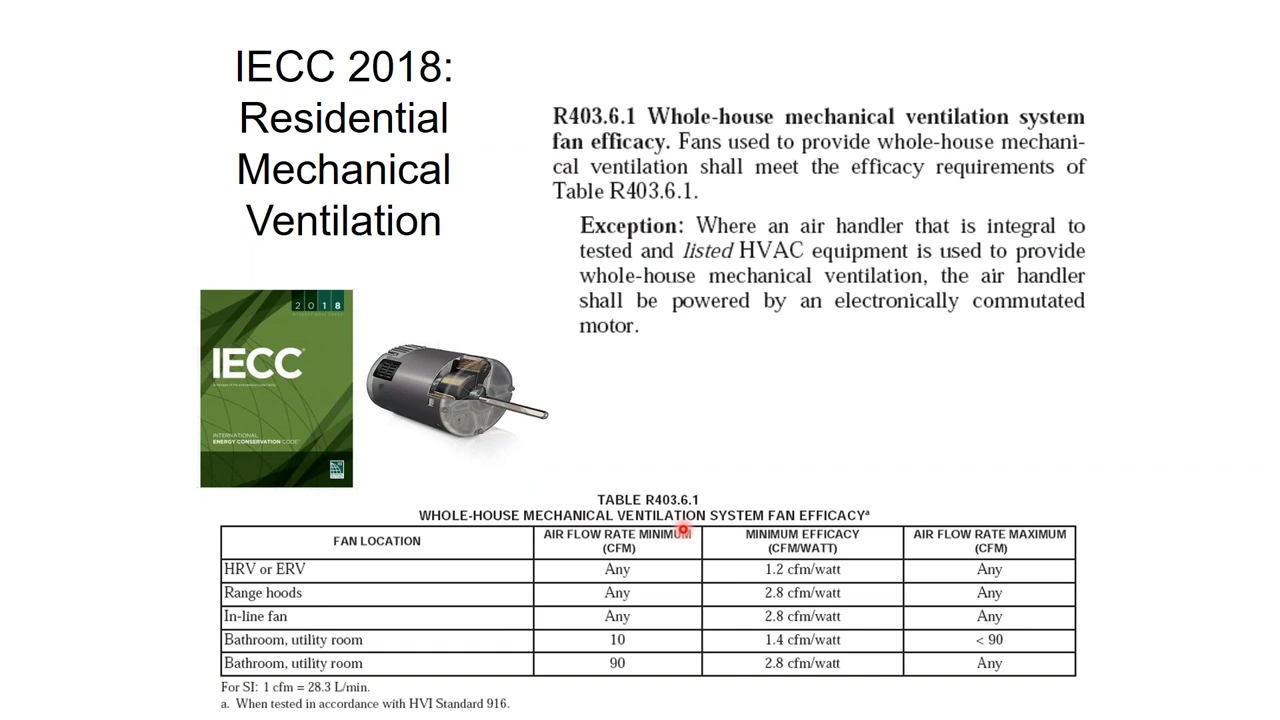 IECC 2018:
Residential
Mechanical
Ventilation
R403.6.1 Whole-house mechanical ventilation system
fan efficacy. Fans used to provide whole-house mechani-
cal ventilation shall meet the efficacy requirements of
Table R403.6.1.
Exception: Where an air handler that is integral to
tested and listed HVAC equipment is used to provide
whole-house mechanical ventilation, the air handler
shall be powered by an electronically commutated
motor.
2018
IECC
INTERNATIONAL
ENERGY CONSERVATION CODE
TABLE R403.6.1
WHOLE-HOUSE MECHANICAL VENTILATION SYSTEM FAN EFFICACYᵃ
FAN LOCATION AIR FLOW RATE MINIMUM (CFM) MINIMUM EFFICACY (CFM/WATT) AIR FLOW RATE MAXIMUM (CFM)
HRV or ERV Any 1.2 cfm/watt Any
Range hoods Any 2.8 cfm/watt Any
In-line fan Any 2.8 cfm/watt Any
Bathroom, utility room 10 1.4 cfm/watt < 90
Bathroom, utility room 90 2.8 cfm/watt Any
For SI: 1 cfm = 28.3 L/min.
a. When tested in accordance with HVI Standard 916.